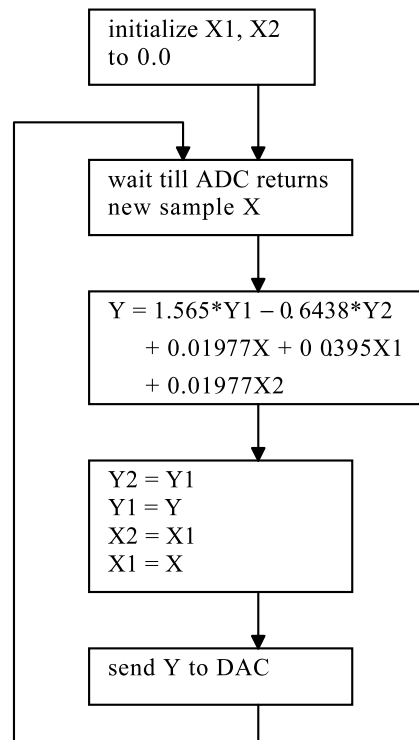 initialize X1, X2
to 0.0
wait till ADC returns
new sample X
Y = 1.565*Y1 – 0.6438*Y2
+ 0.01977X + 0 0395X1
+ 0.01977X2
Y2 = Y1
Y1 = Y
X2 = X1
X1 = X
send Y to DAC